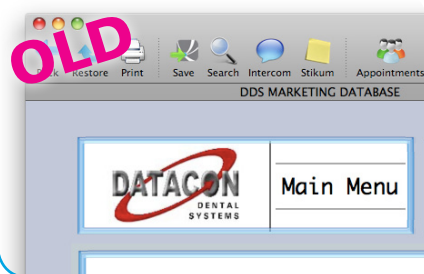 OLD
Back Restore Print Save Search Intercom Stikum Appointments
DDS MARKETING DATABASE
DATACON
DENTAL
SYSTEMS
Main Menu